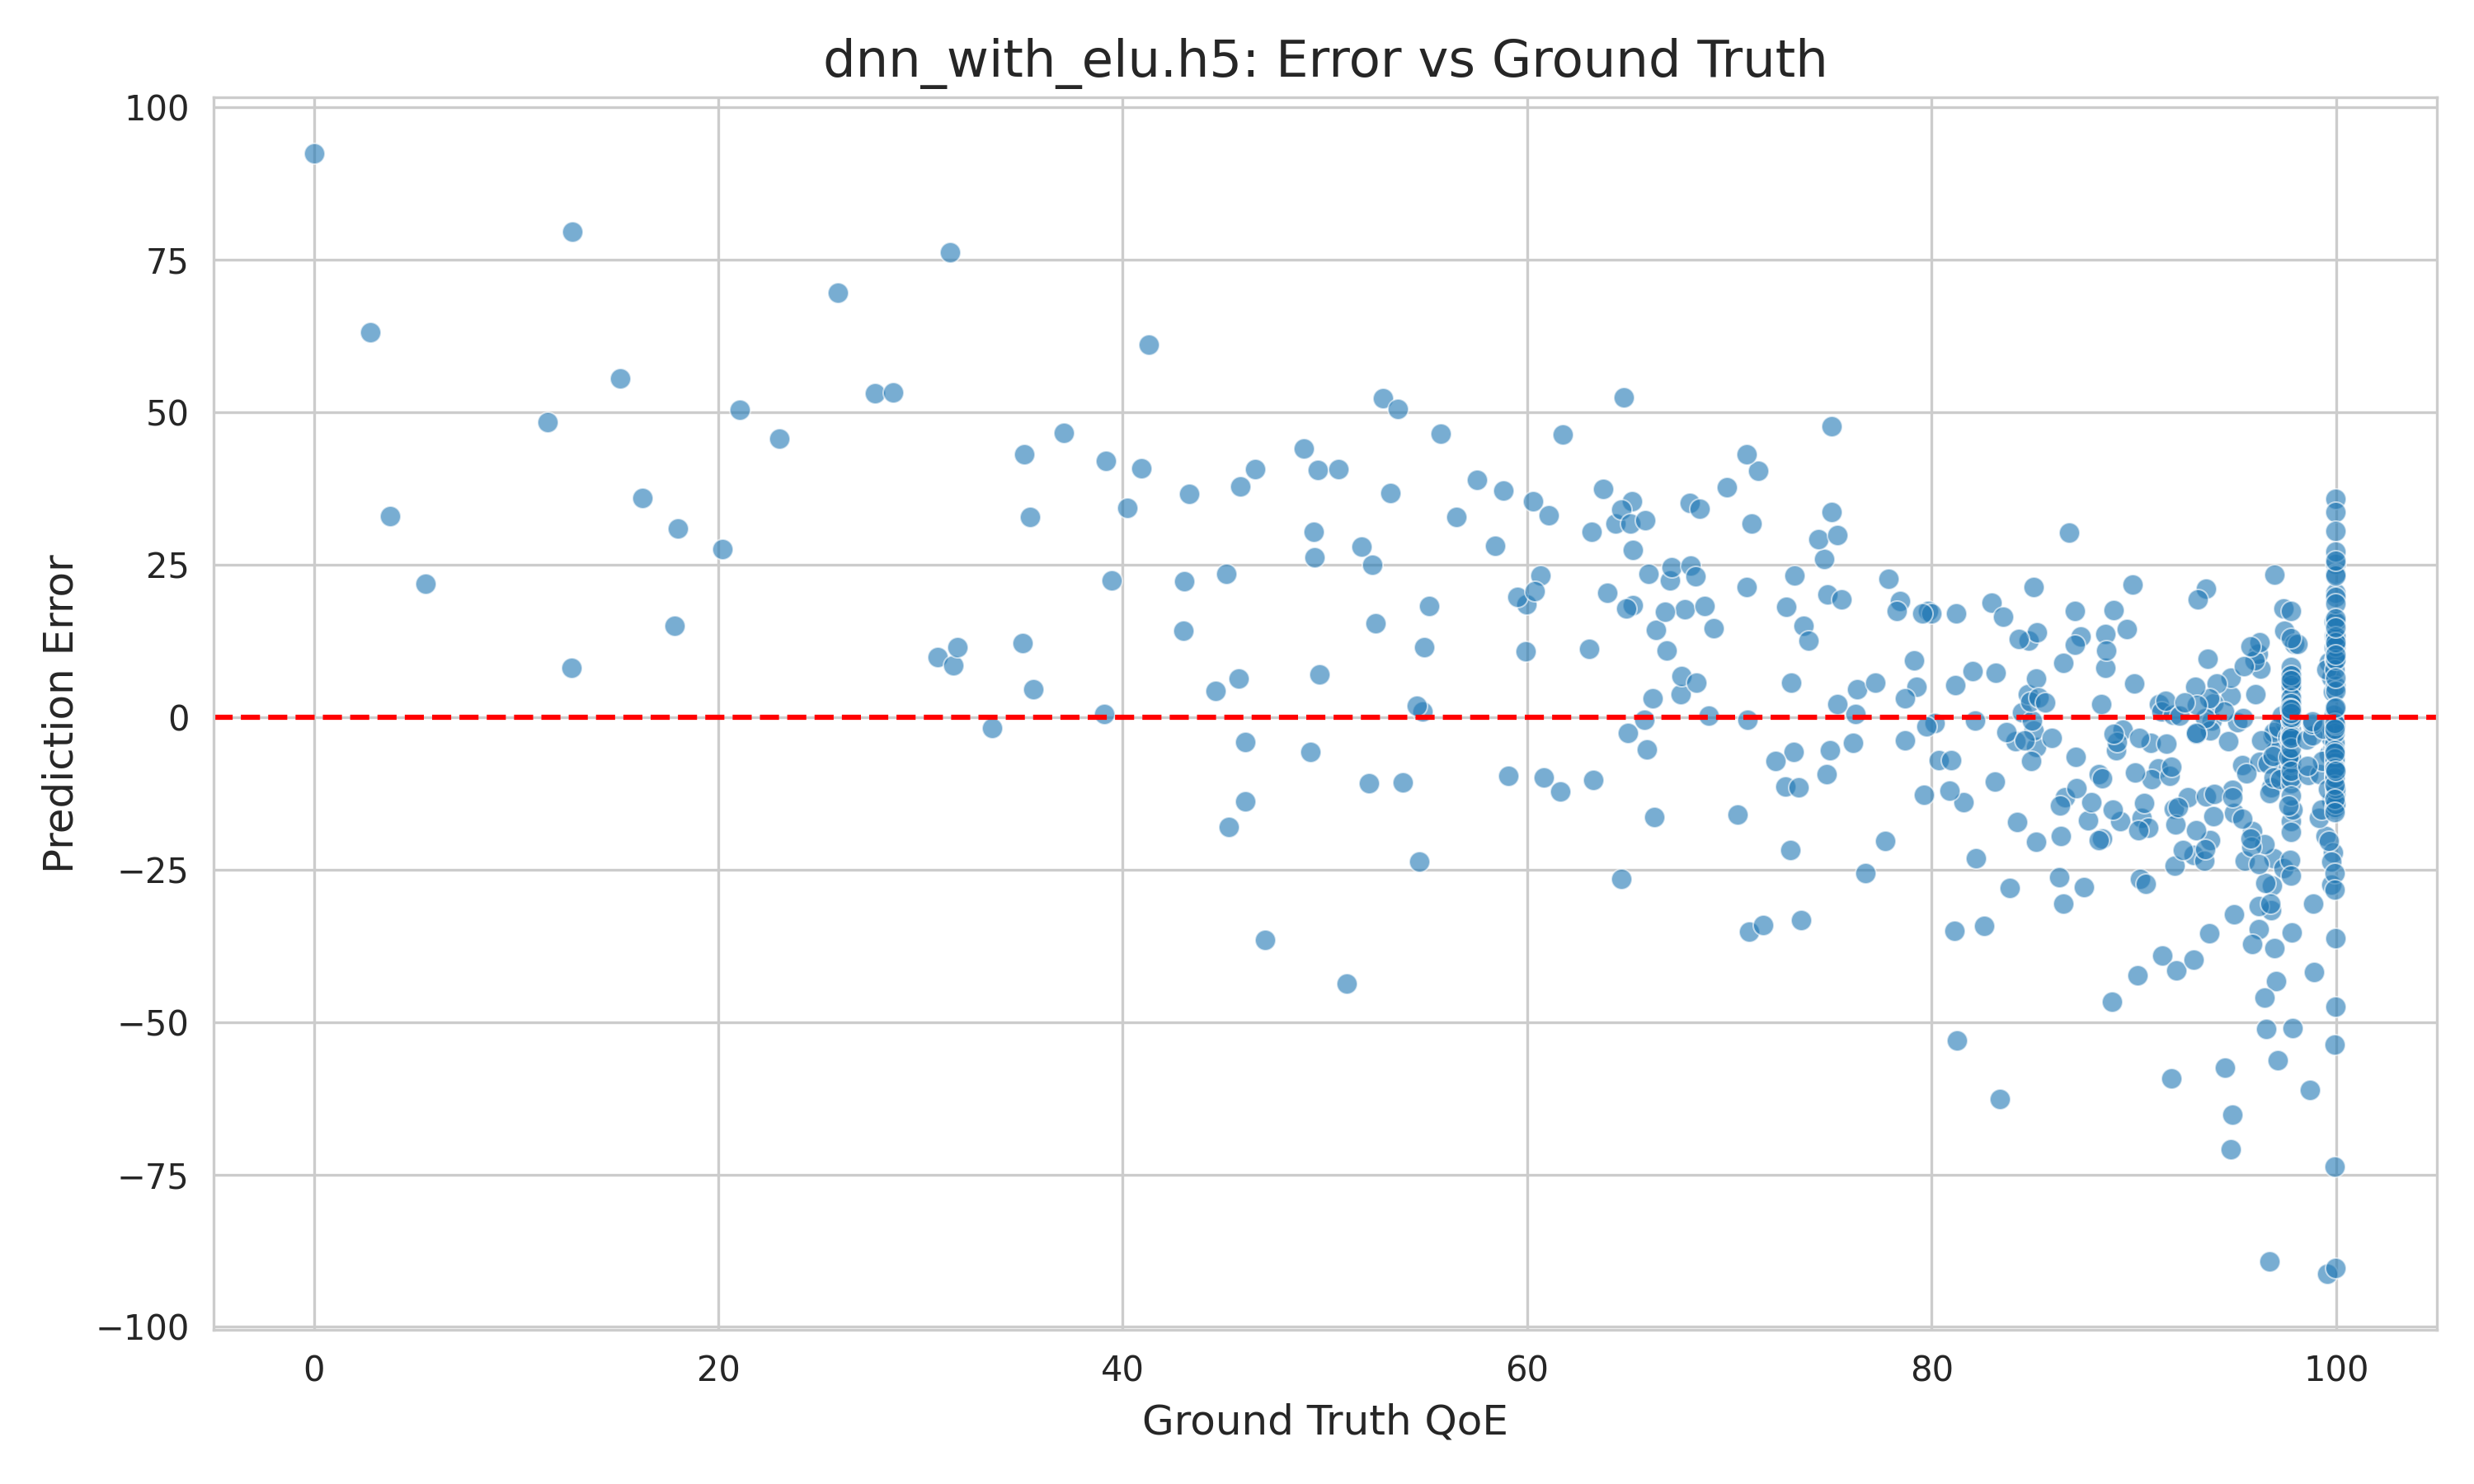 dnn_with_elu.h5: Error vs Ground Truth
100
75
50
25
0
−25
−50
−75
−100
Prediction Error
0 20 40 60 80 100
Ground Truth QoE